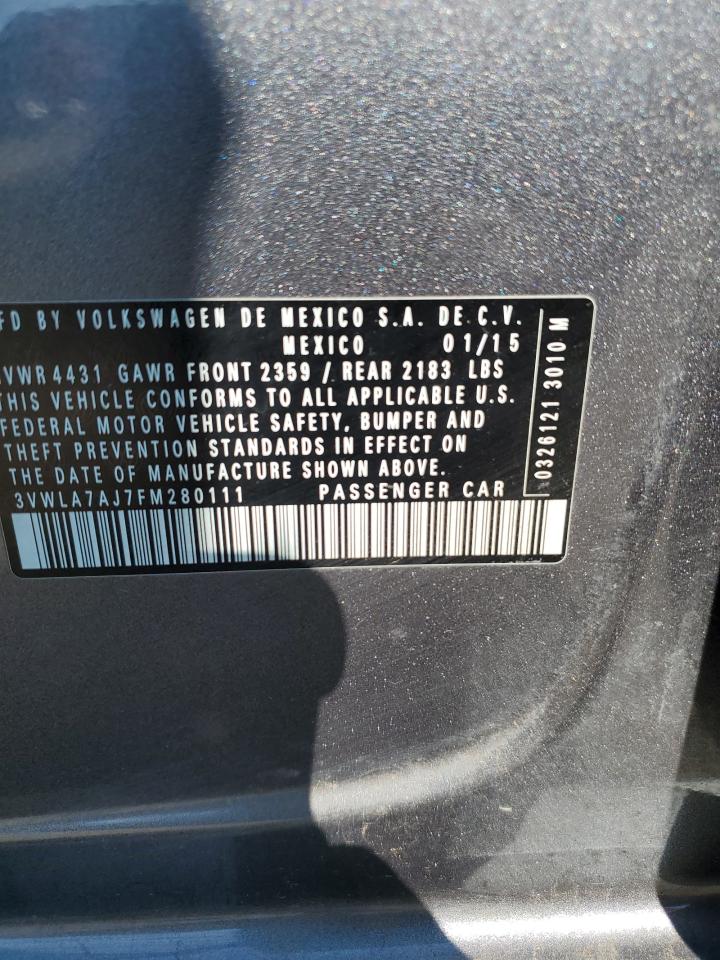 FD BY VOLKSWAGEN DE MEXICO S.A. DE C.V.
MEXICO 01/15
VWR 4431 GAWR FRONT 2359 / REAR 2183 LBS
THIS VEHICLE CONFORMS TO ALL APPLICABLE U.S.
FEDERAL MOTOR VEHICLE SAFETY, BUMPER AND
THEFT PREVENTION STANDARDS IN EFFECT ON
THE DATE OF MANUFACTURE SHOWN ABOVE.
3VWLA7AJ7FM280111 PASSENGER CAR
0326121 3010 M